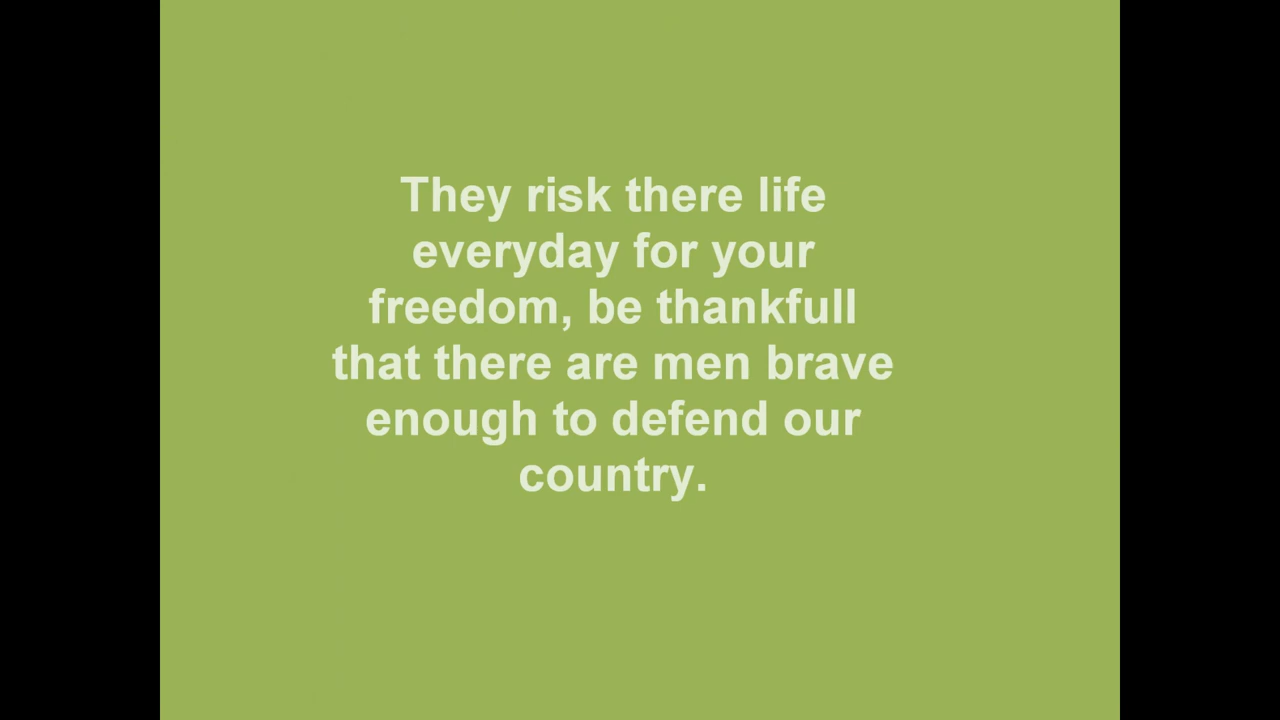 They risk there life
everyday for your
freedom, be thankfull
that there are men brave
enough to defend our
country.